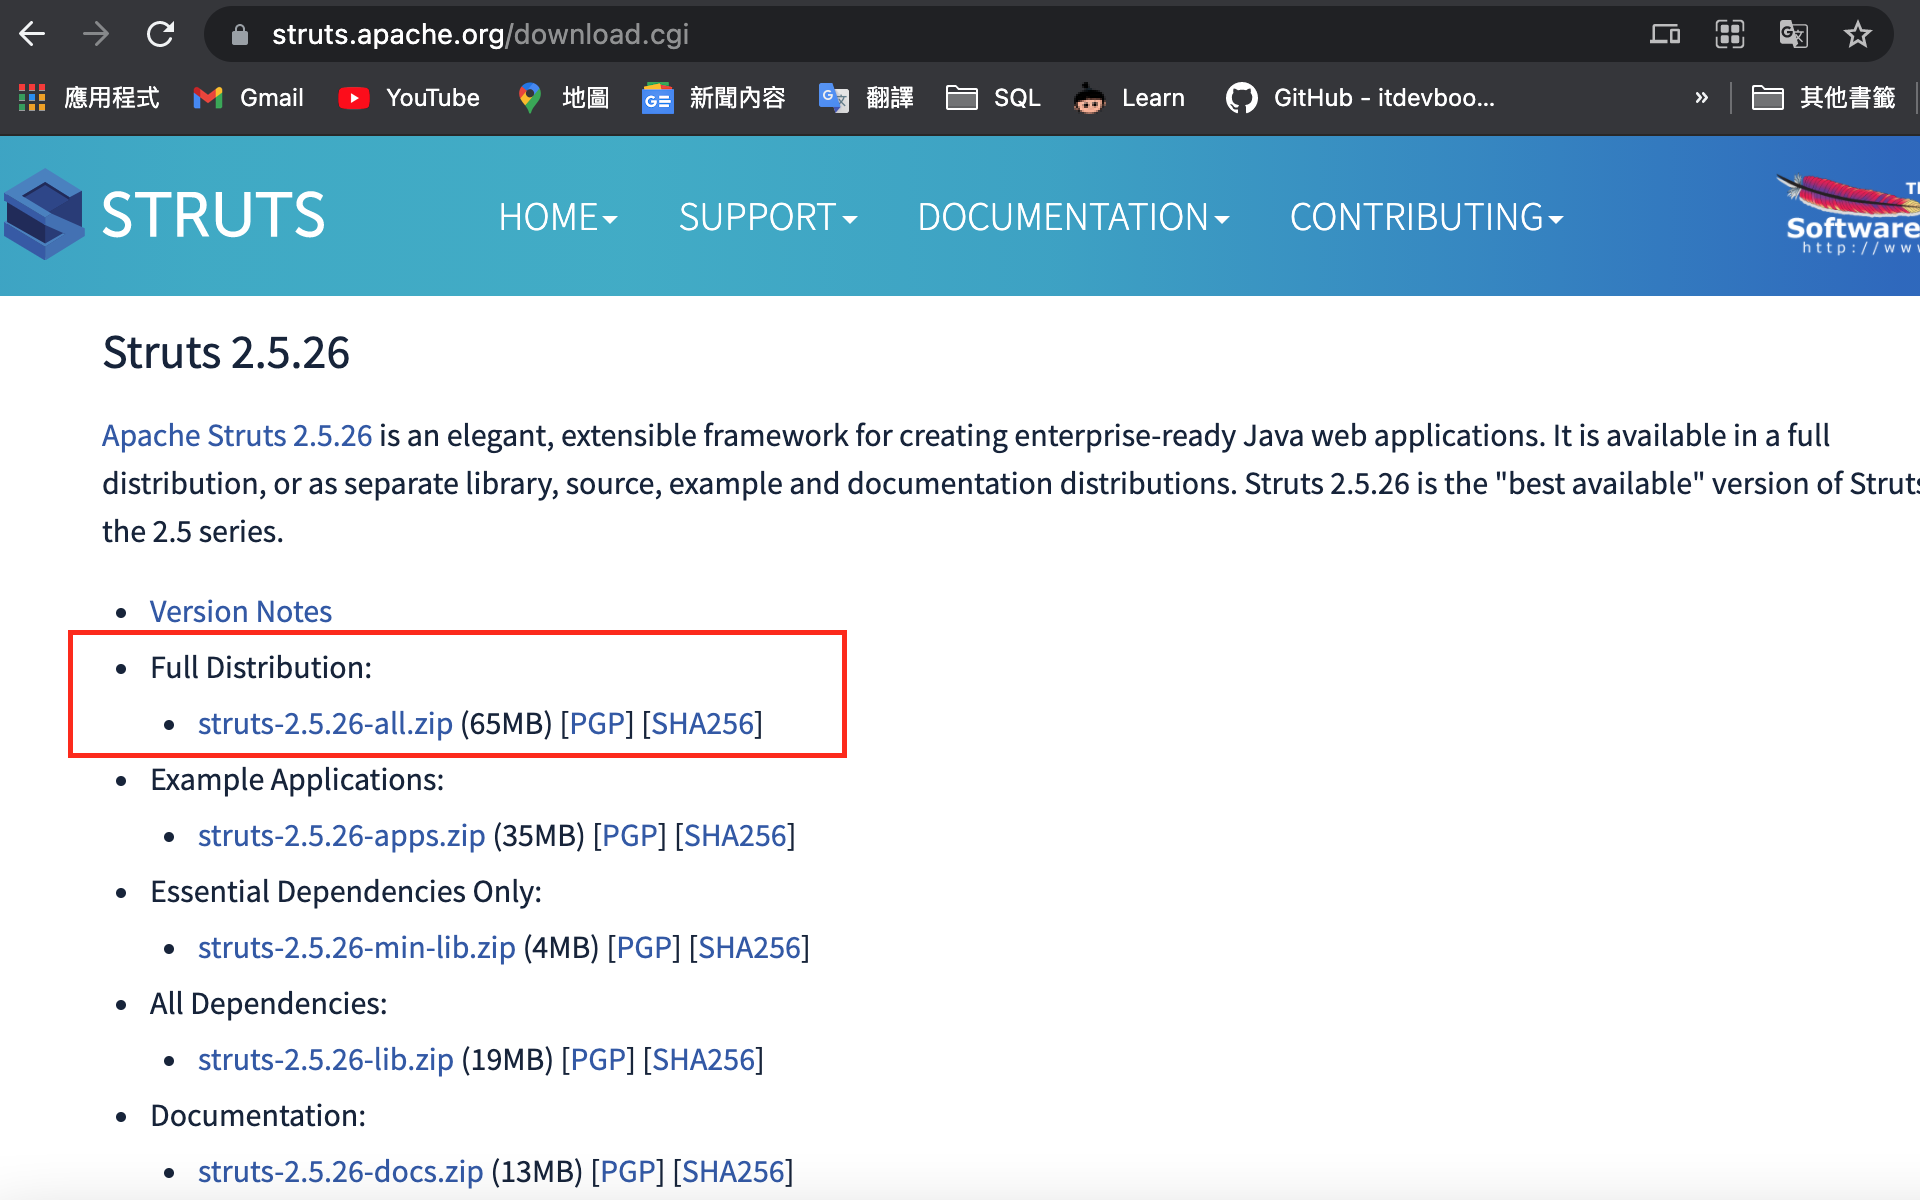 struts.apache.org/download.cgi
應用程式 Gmail YouTube 地圖 新聞內容 翻譯 SQL Learn GitHub - itdevboo... » 其他書籤
STRUTS HOME SUPPORT DOCUMENTATION CONTRIBUTING
Software
http://ww
Struts 2.5.26
Apache Struts 2.5.26 is an elegant, extensible framework for creating enterprise-ready Java web applications. It is available in a full
distribution, or as separate library, source, example and documentation distributions. Struts 2.5.26 is the "best available" version of Struts
the 2.5 series.
• Version Notes
• Full Distribution:
• struts-2.5.26-all.zip (65MB) [PGP] [SHA256]
• Example Applications:
• struts-2.5.26-apps.zip (35MB) [PGP] [SHA256]
• Essential Dependencies Only:
• struts-2.5.26-min-lib.zip (4MB) [PGP] [SHA256]
• All Dependencies:
• struts-2.5.26-lib.zip (19MB) [PGP] [SHA256]
• Documentation:
• struts-2.5.26-docs.zip (13MB) [PGP] [SHA256]